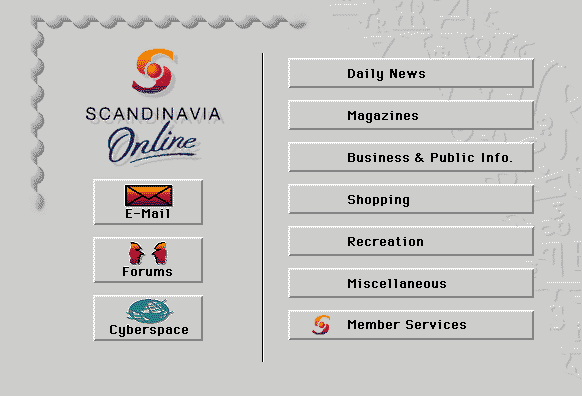 SCANDINAVIA
Online
E-Mail
Forums
Cyberspace
Daily News
Magazines
Business & Public Info.
Shopping
Recreation
Miscellaneous
Member Services